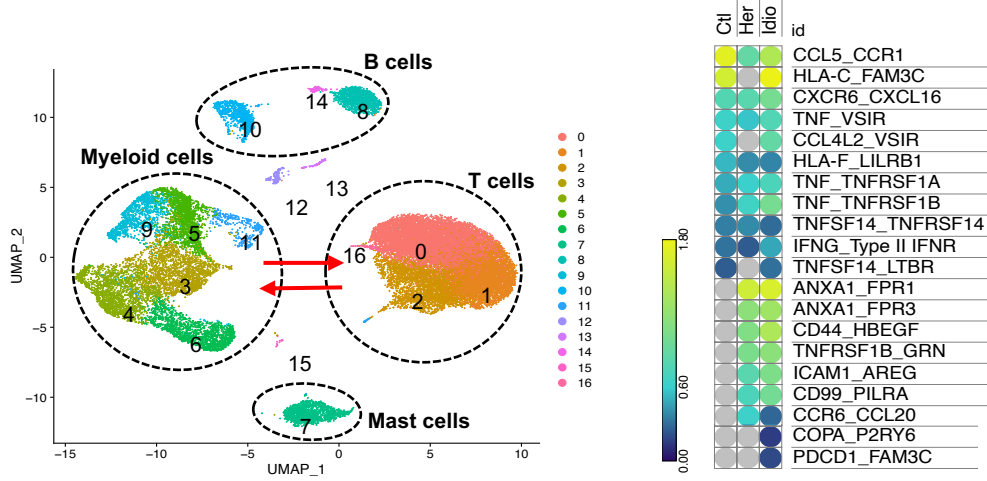 B cells
14
8
10
Myeloid cells
T cells
13
12
9
5
11
16
0
3
4
2
1
6
15
7
Mast cells
10
5
0
−5
−10
UMAP_2
−15
−10
−5
0
5
10
UMAP_1
0
1
2
3
4
5
6
7
8
9
10
11
12
13
14
15
16
1.80
0.60
0.00
Ctl
Her
Idio
id
CCL5_CCR1
HLA-C_FAM3C
CXCR6_CXCL16
TNF_VSIR
CCL4L2_VSIR
HLA-F_LILRB1
TNF_TNFRSF1A
TNF_TNFRSF1B
TNFSF14_TNFRSF14
IFNG_Type II IFNR
TNFSF14_LTBR
ANXA1_FPR1
ANXA1_FPR3
CD44_HBEGF
TNFRSF1B_GRN
ICAM1_AREG
CD99_PILRA
CCR6_CCL20
COPA_P2RY6
PDCD1_FAM3C